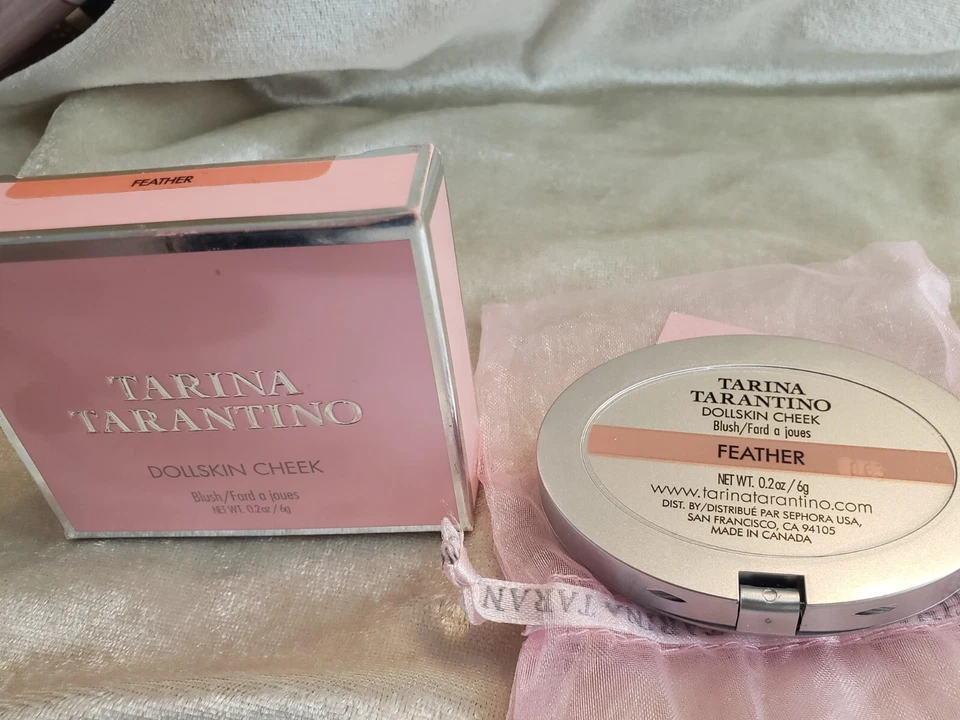 FEATHER
TARINA
TARANTINO
DOLLSKIN CHEEK
Blush/Fard a joues
NET WT. 0.2oz / 6g
TARINA
TARANTINO
DOLLSKIN CHEEK
Blush/Fard a joues
FEATHER
NET WT. 0.2oz / 6g
www.tarinatarantino.com
DIST. BY/DISTRIBUÉ PAR SEPHORA USA,
SAN FRANCISCO, CA 94105
MADE IN CANADA